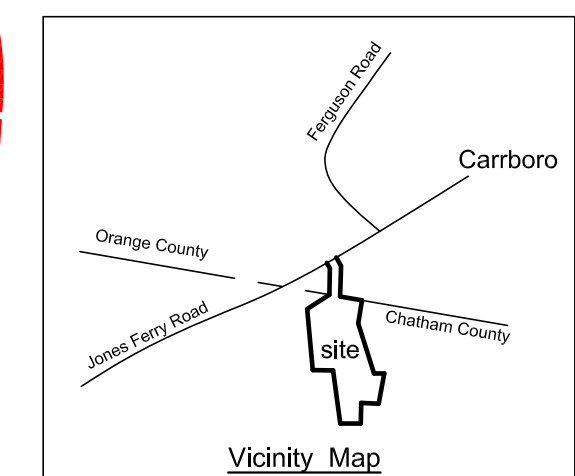 Ferguson Road
Carrboro
Orange County
Jones Ferry Road
Chatham County
site
Vicinity Map